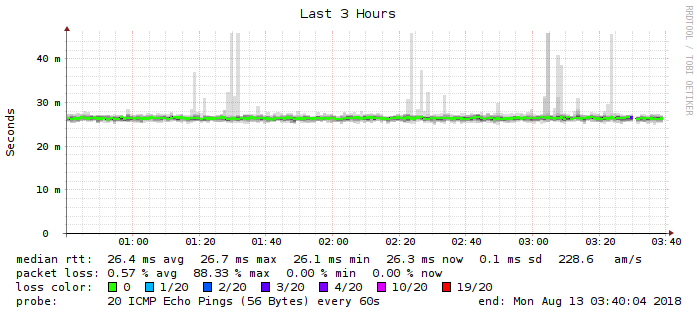 Last 3 Hours
RRDTOOL / TOBI OETIKER
Seconds
40 m
30 m
20 m
10 m
0
01:00 01:20 01:40 02:00 02:20 02:40 03:00 03:20 03:40
median rtt: 26.4 ms avg 26.7 ms max 26.1 ms min 26.3 ms now 0.1 ms sd 228.6 am/s
packet loss: 0.57 % avg 88.33 % max 0.00 % min 0.00 % now
loss color: 0 1/20 2/20 3/20 4/20 10/20 19/20
probe: 20 ICMP Echo Pings (56 Bytes) every 60s end: Mon Aug 13 03:40:04 2018